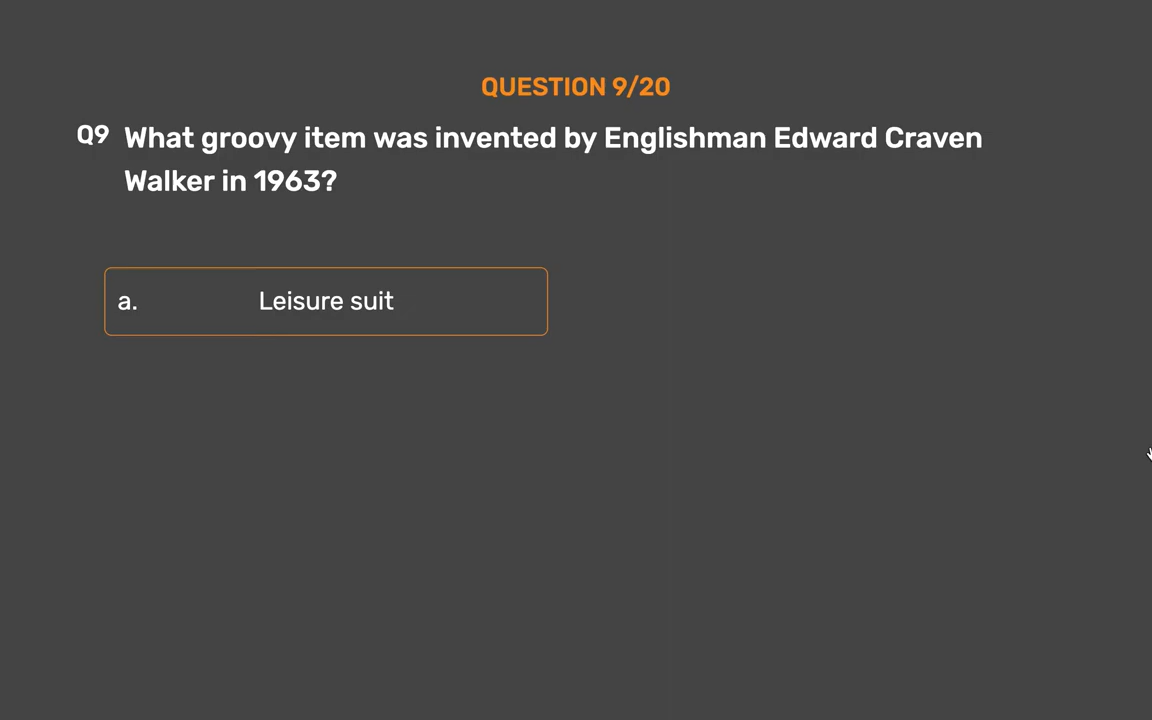 QUESTION 9/20
Q9 What groovy item was invented by Englishman Edward Craven
Walker in 1963?
a. Leisure suit